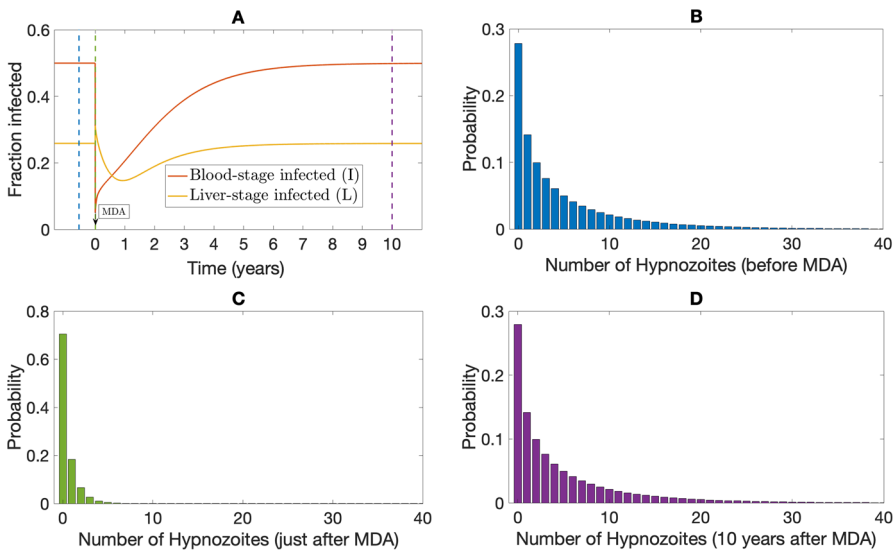 A
Fraction infected
0.6
0.4
0.2
0
Blood-stage infected (I)
Liver-stage infected (L)
MDA
0 1 2 3 4 5 6 7 8 9 10
Time (years)
B
Probability
0.3
0.2
0.1
0
0 10 20 30 40
Number of Hypnozoites (before MDA)
C
Probability
0.8
0.6
0.4
0.2
0
0 10 20 30 40
Number of Hypnozoites (just after MDA)
D
Probability
0.3
0.2
0.1
0
0 10 20 30 40
Number of Hypnozoites (10 years after MDA)